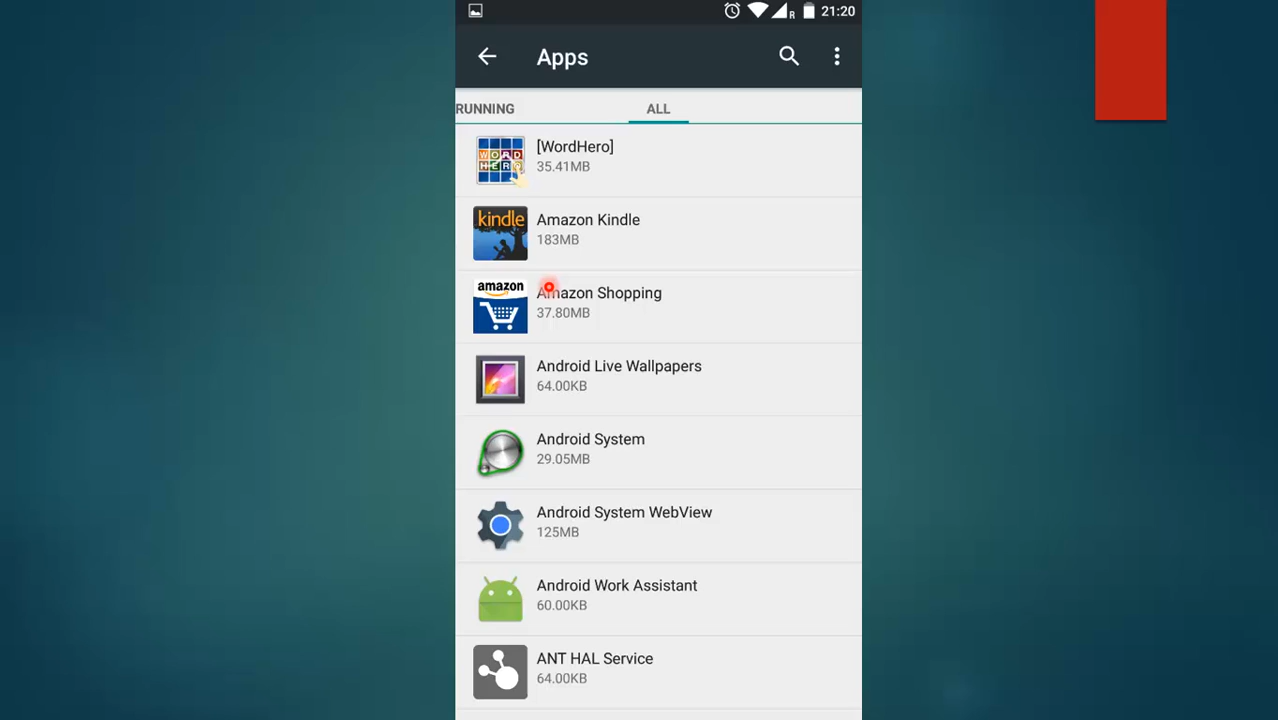 R 21:20
Apps
RUNNING ALL
WORD
HERO
[WordHero]
35.41MB
kindle
Amazon Kindle
183MB
amazon
Amazon Shopping
37.80MB
Android Live Wallpapers
64.00KB
Android System
29.05MB
Android System WebView
125MB
Android Work Assistant
60.00KB
ANT HAL Service
64.00KB